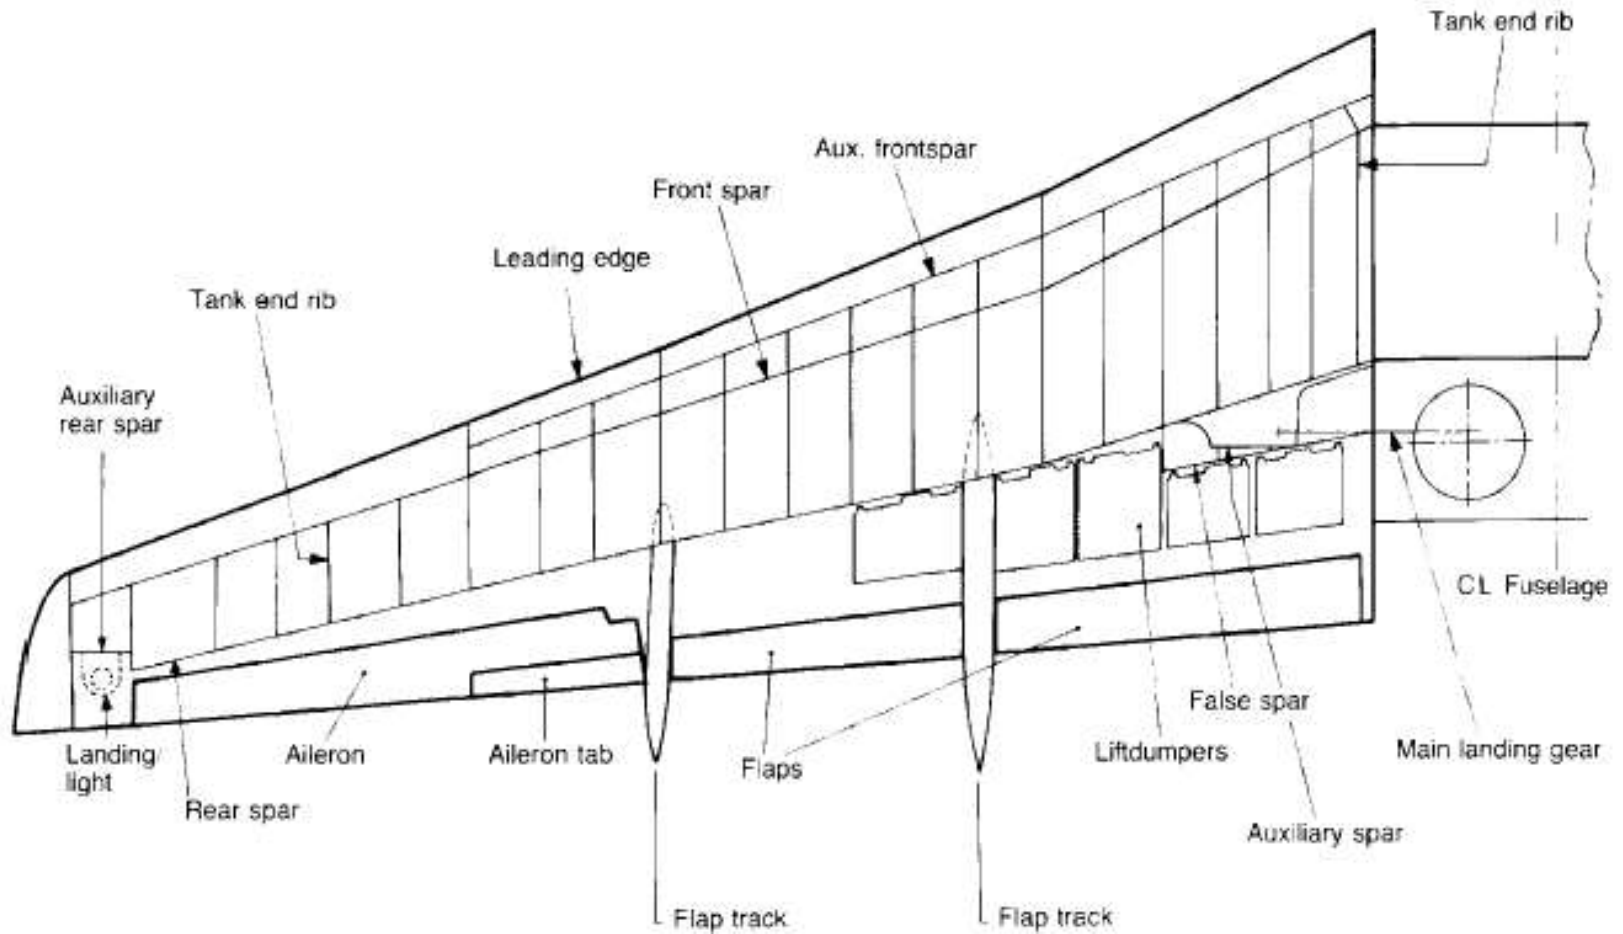 Tank end rib
Aux. frontspar
Front spar
Leading edge
Tank end rib
Auxiliary
rear spar
CL Fuselage
False spar
Landing
light
Aileron
Aileron tab
Flaps
Liftdumpers
Main landing gear
Rear spar
Auxiliary spar
Flap track
Flap track